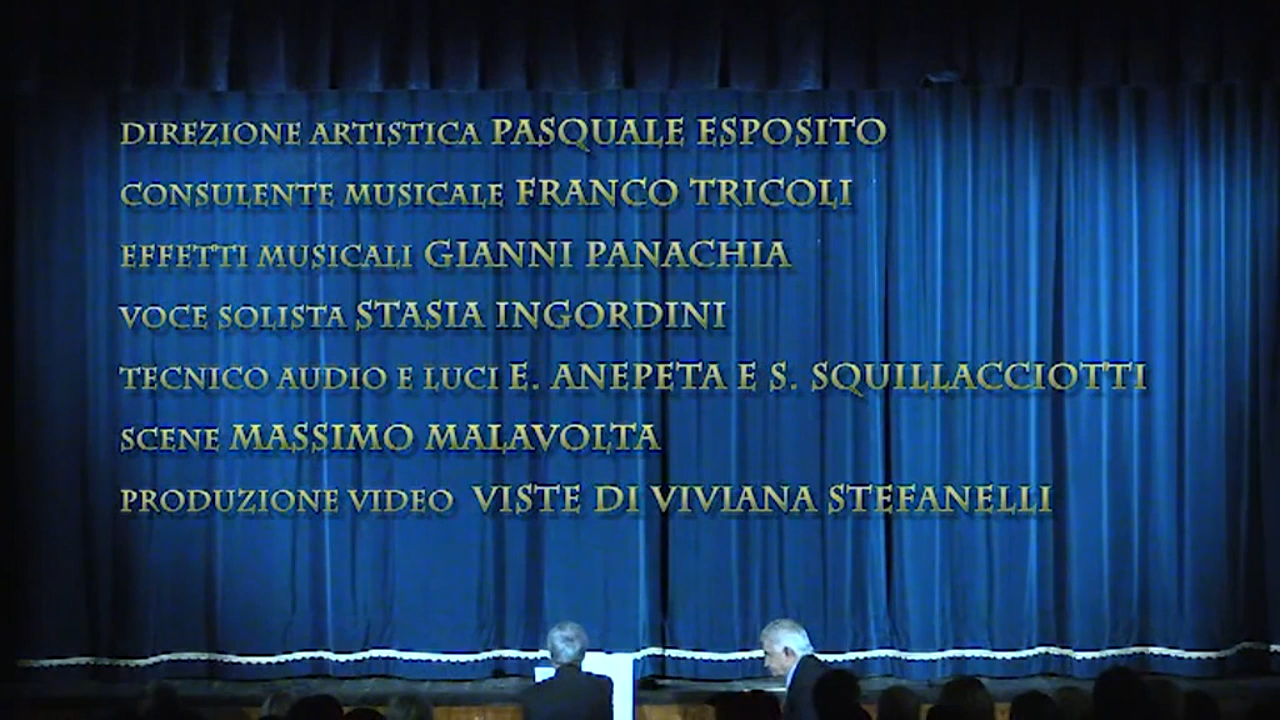 DIREZIONE ARTISTICA PASQUALE ESPOSITO
CONSULENTE MUSICALE FRANCO TRICOLI
EFFETTI MUSICALI GIANNI PANACHIA
VOCE SOLISTA STASIA INGORDINI
TECNICO AUDIO E LUCI E. ANEPETA E S. SQUILLACCIOTTI
SCENE MASSIMO MALAVOLTA
PRODUZIONE VIDEO VISTE DI VIVIANA STEFANELLI